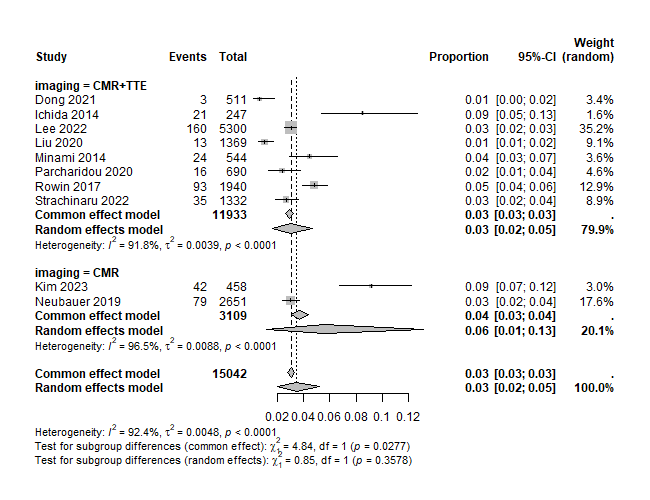 Weight
Study Events Total Proportion 95%-CI (random)
imaging = CMR+TTE
Dong 2021 3 511 0.01 [0.00; 0.02] 3.4%
Ichida 2014 21 247 0.09 [0.05; 0.13] 1.6%
Lee 2022 160 5300 0.03 [0.02; 0.03] 35.2%
Liu 2020 13 1369 0.01 [0.01; 0.02] 9.1%
Minami 2014 24 544 0.04 [0.03; 0.07] 3.6%
Parcharidou 2020 16 690 0.02 [0.01; 0.04] 4.6%
Rowin 2017 93 1940 0.05 [0.04; 0.06] 12.9%
Strachinaru 2022 35 1332 0.03 [0.02; 0.04] 8.9%
Common effect model 11933 0.03 [0.03; 0.03] .
Random effects model 0.03 [0.02; 0.05] 79.9%
Heterogeneity: I² = 91.8%, τ² = 0.0039, p < 0.0001
imaging = CMR
Kim 2023 42 458 0.09 [0.07; 0.12] 3.0%
Neubauer 2019 79 2651 0.03 [0.02; 0.04] 17.6%
Common effect model 3109 0.04 [0.03; 0.04] .
Random effects model 0.06 [0.01; 0.13] 20.1%
Heterogeneity: I² = 96.5%, τ² = 0.0088, p < 0.0001
Common effect model 15042 0.03 [0.03; 0.03] .
Random effects model 0.03 [0.02; 0.05] 100.0%
0.02 0.04 0.06 0.08 0.1 0.12
Heterogeneity: I² = 92.4%, τ² = 0.0048, p < 0.0001
Test for subgroup differences (common effect): χ²₁ = 4.84, df = 1 (p = 0.0277)
Test for subgroup differences (random effects): χ²₁ = 0.85, df = 1 (p = 0.3578)